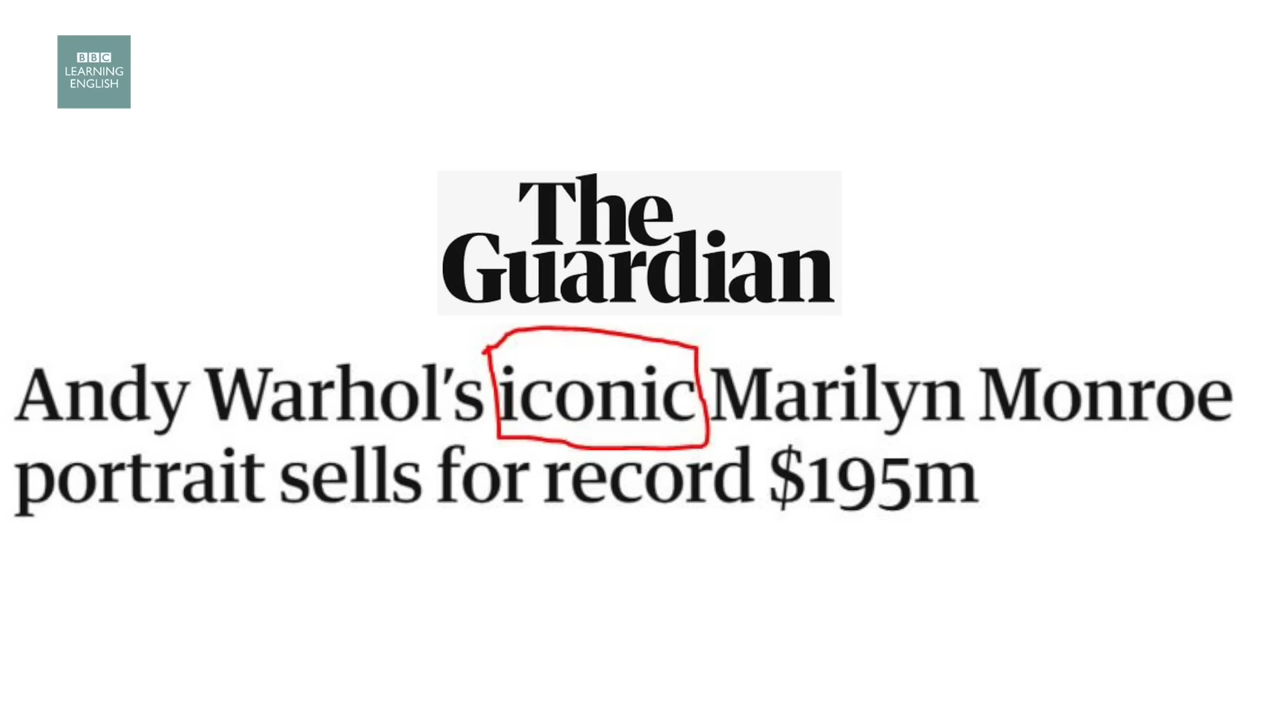 BBC
LEARNING
ENGLISH
The
Guardian
Andy Warhol’s iconic Marilyn Monroe
portrait sells for record $195m